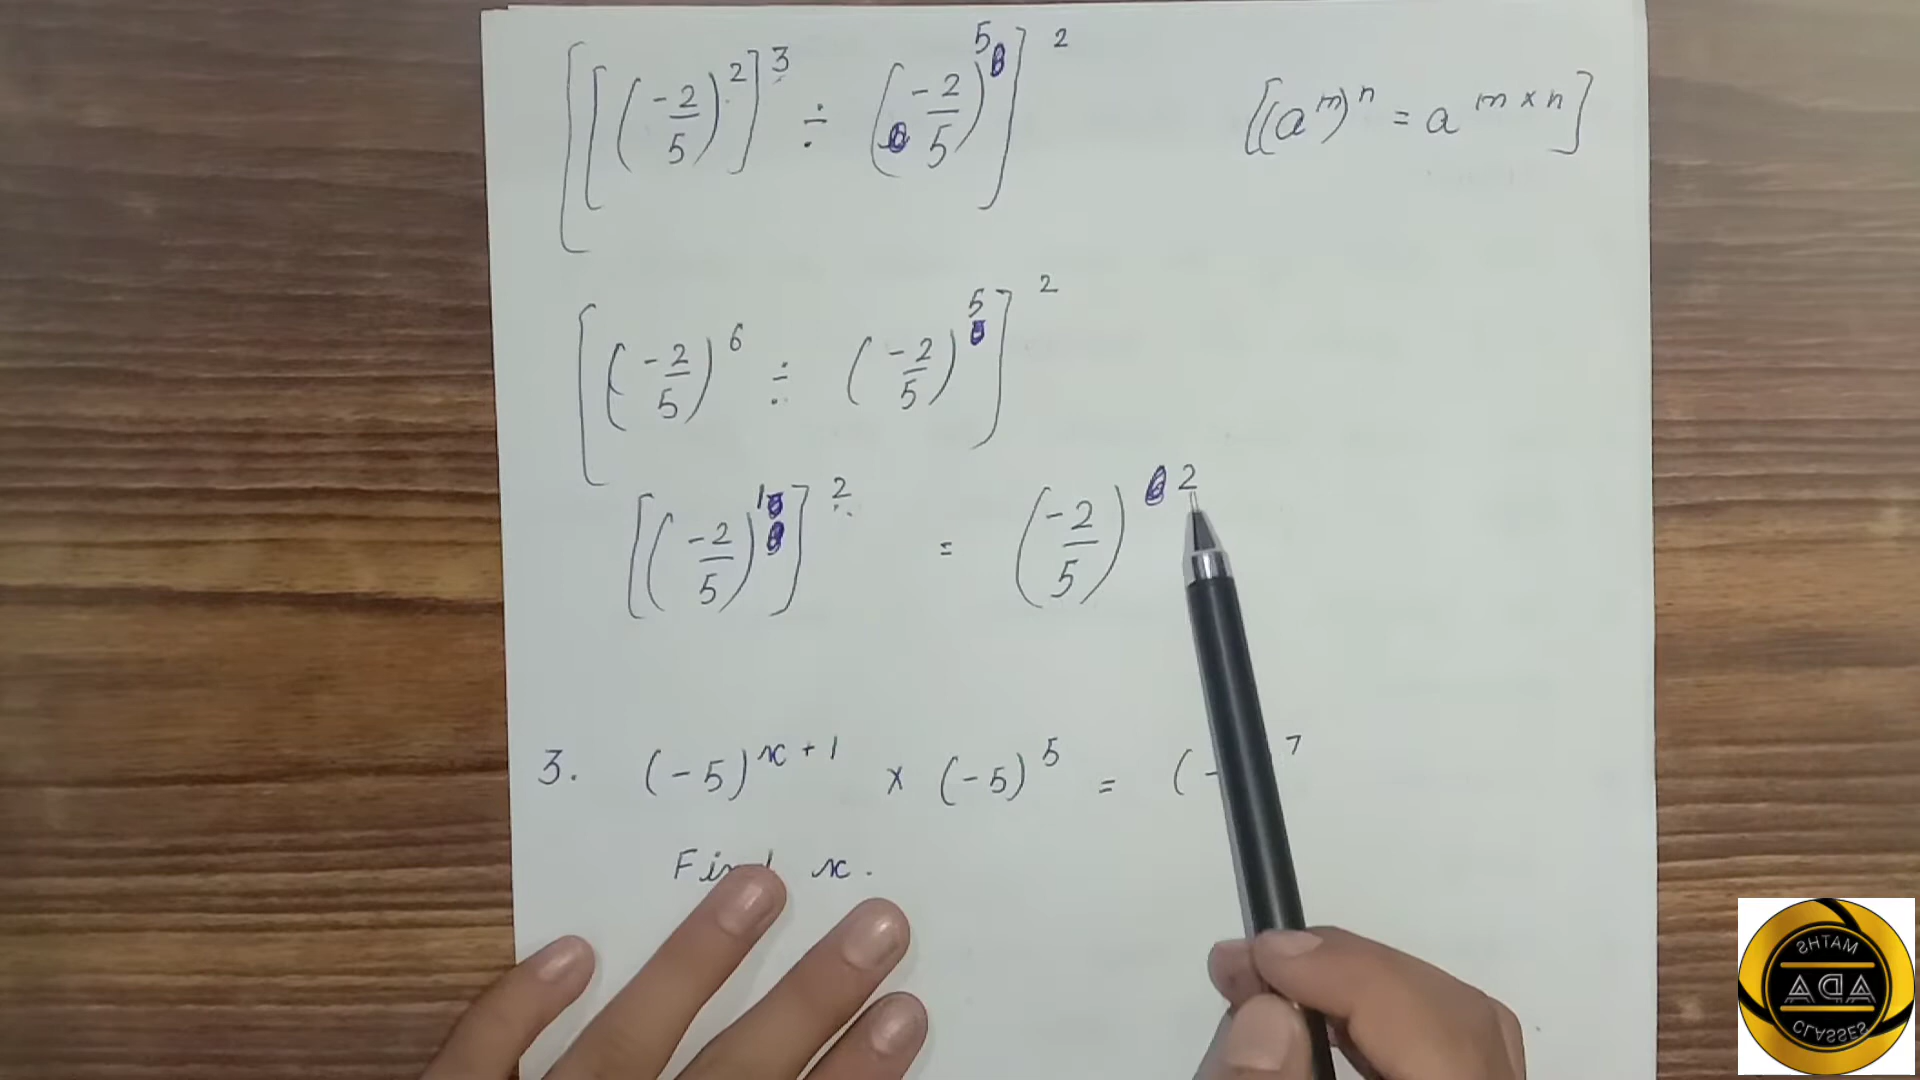 [[(-2/5)^2]^3 ÷ (-2/5)^5]^2 [(a^m)^n = a^m×n]
[(-2/5)^6 ÷ (-2/5)^5]^2
[(-2/5)^1]^2 = (-2/5)^2
3. (-5)^x+1 × (-5)^5 = (- 7
Find x.
MATHS
ADA
CLASSES